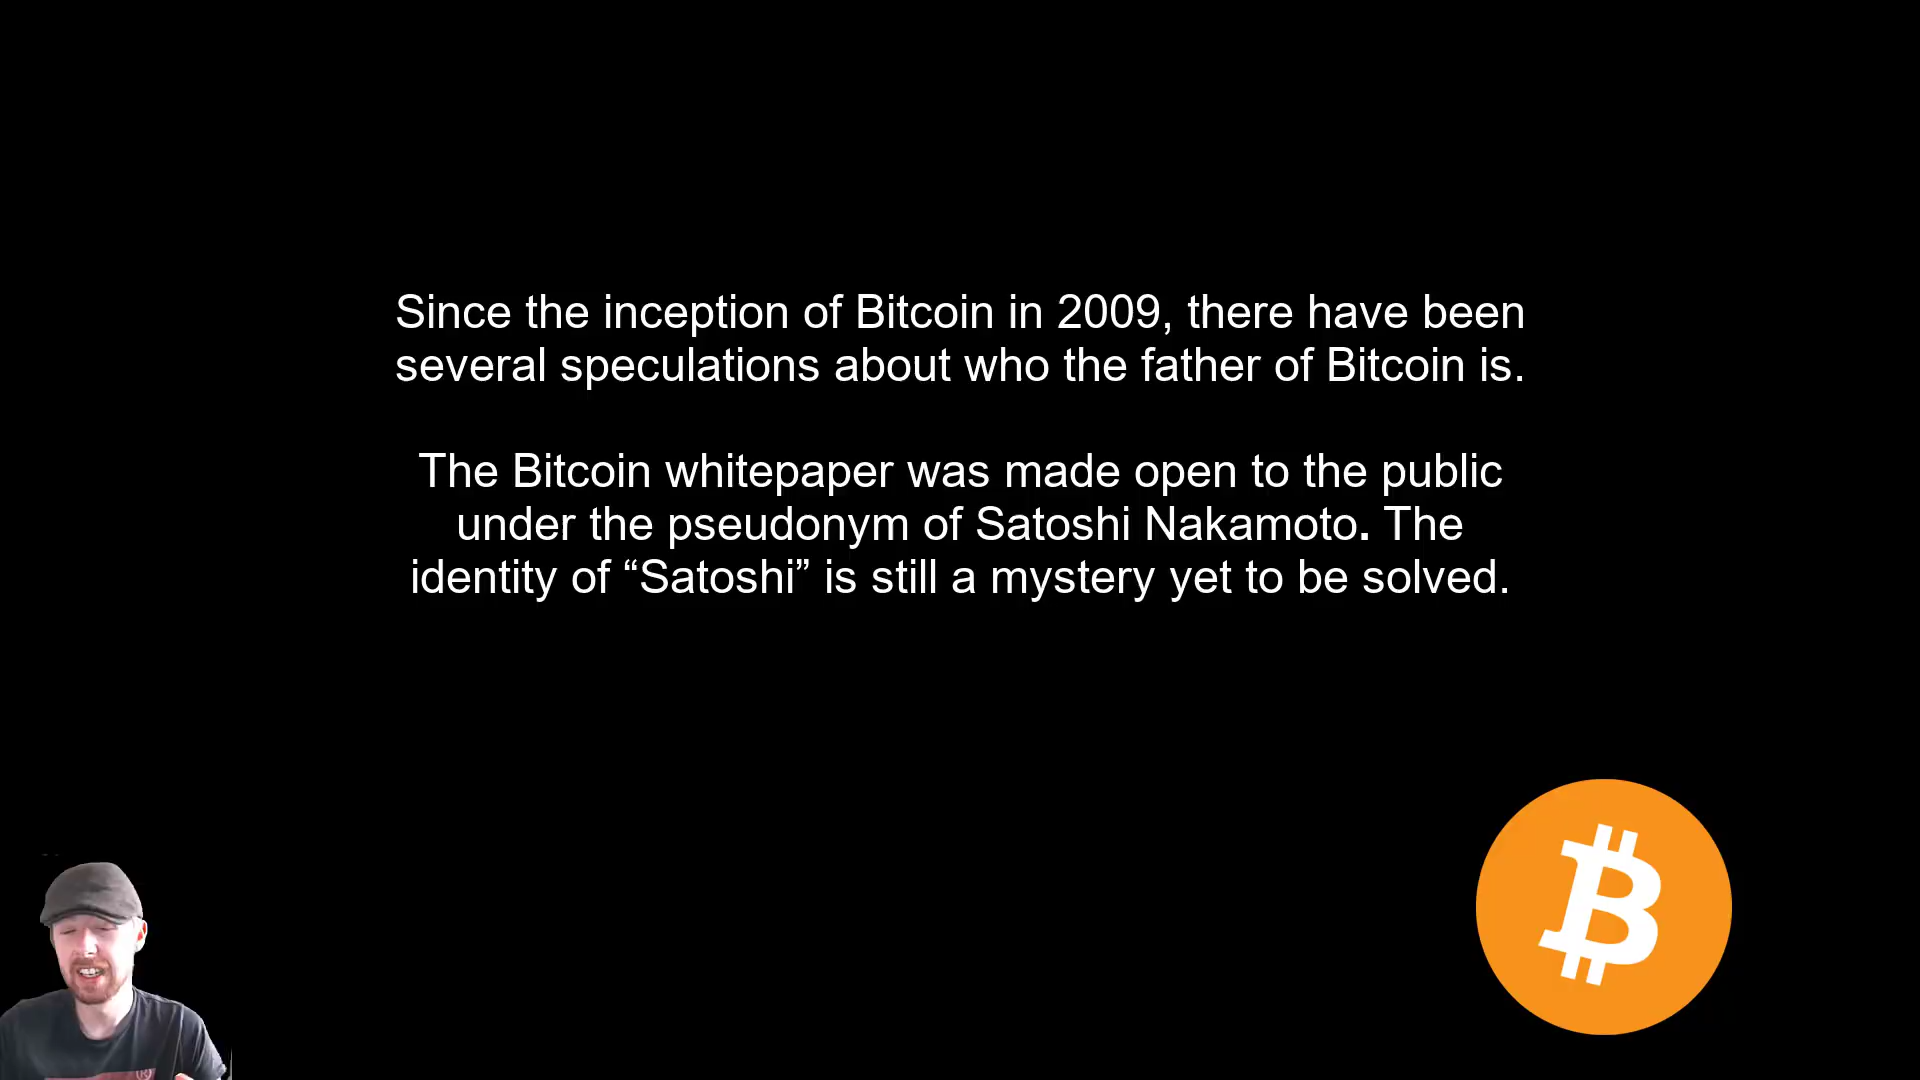 Since the inception of Bitcoin in 2009, there have been
several speculations about who the father of Bitcoin is.
The Bitcoin whitepaper was made open to the public
under the pseudonym of Satoshi Nakamoto. The
identity of “Satoshi” is still a mystery yet to be solved.